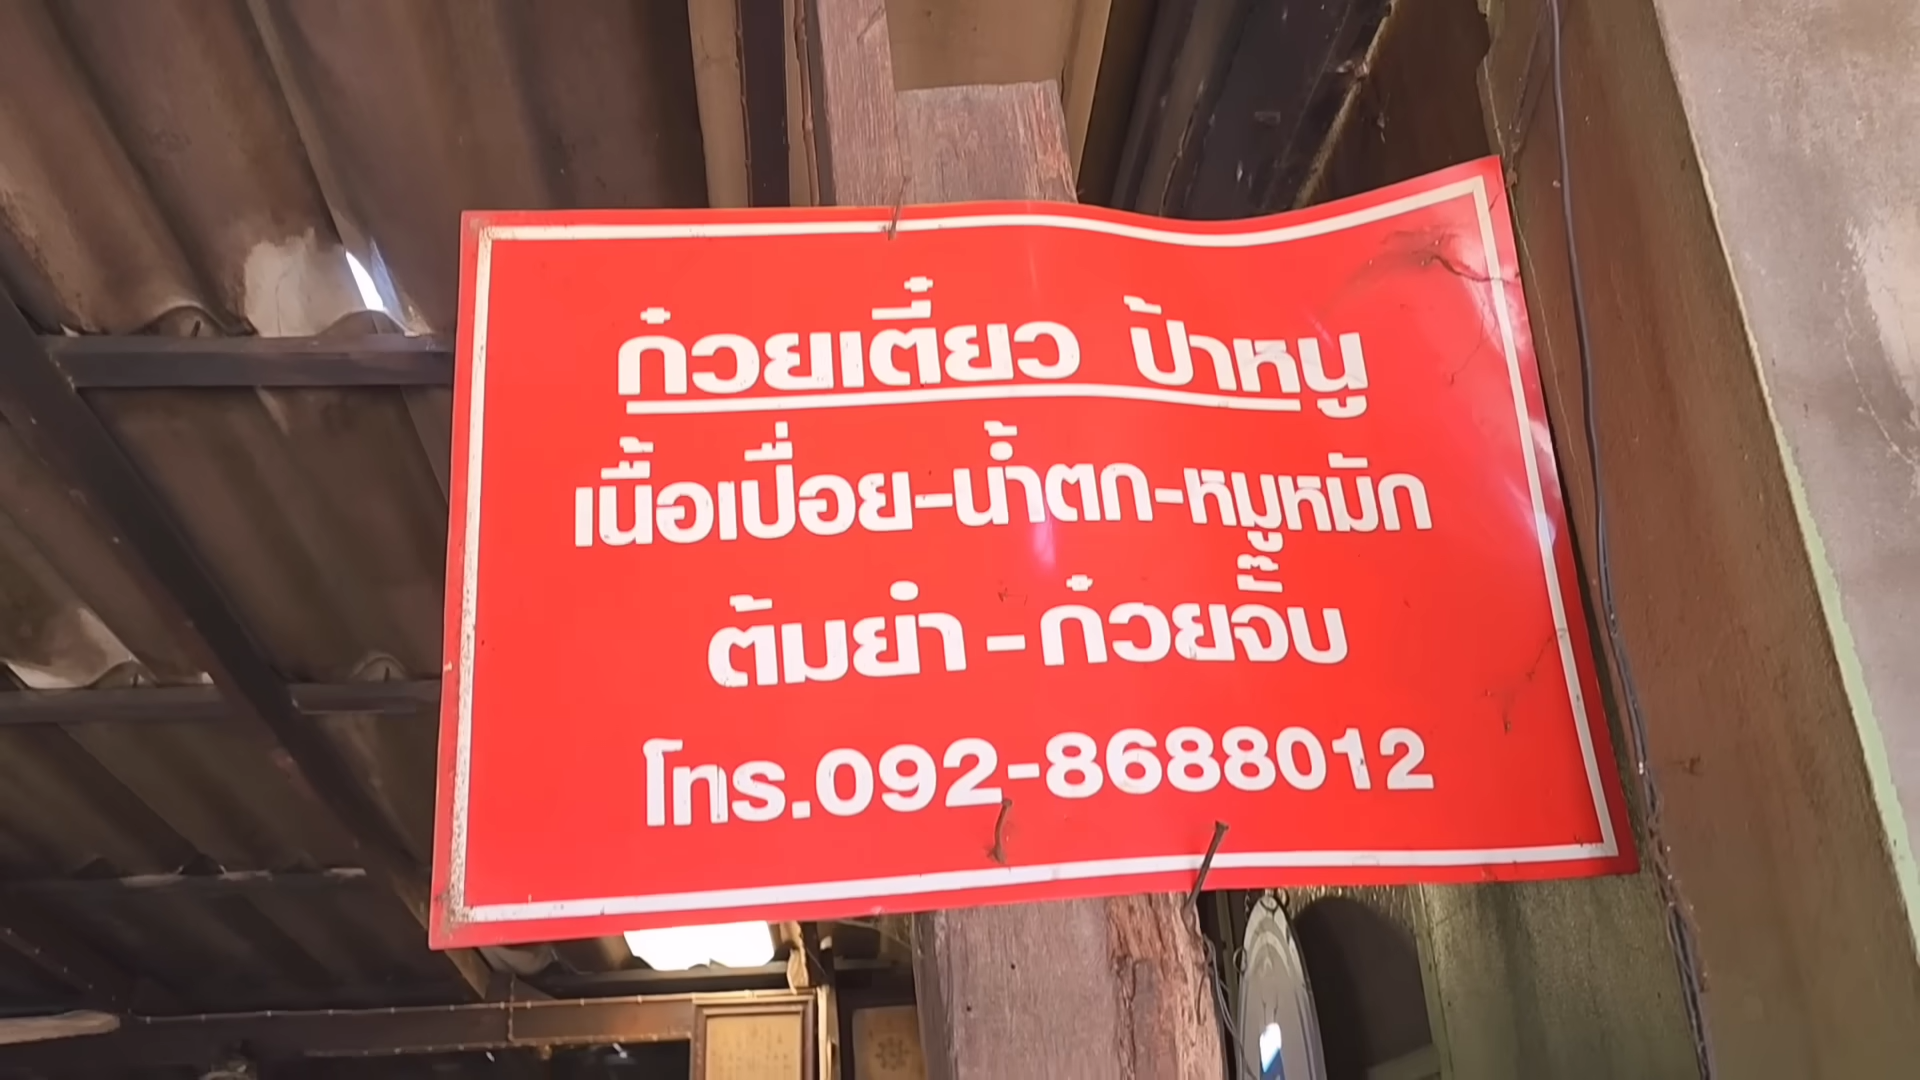 ก๋วยเตี๋ยว ป้าหนู
เนื้อเปื่อย-น้ำตก-หมูหมัก
ต้มยำ-ก๋วยจั๊บ
โทร.092-8688012